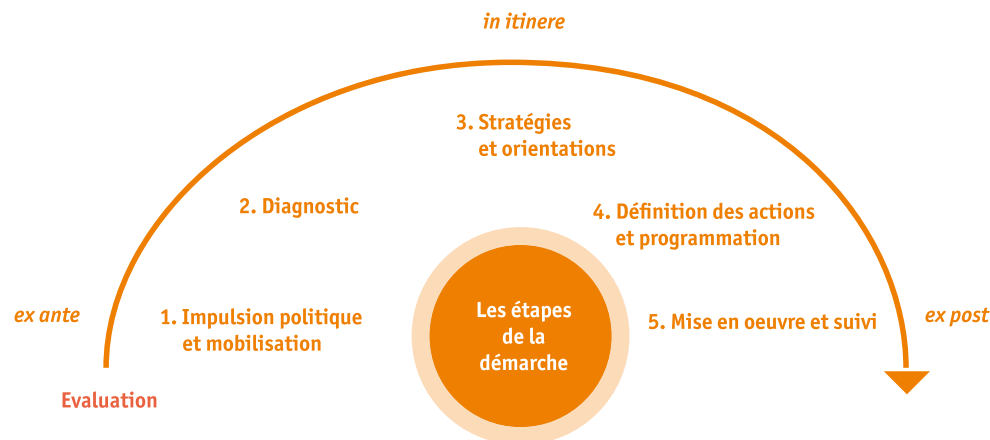 in itinere
3. Stratégies
et orientations
2. Diagnostic
4. Définition des actions
et programmation
ex ante
1. Impulsion politique
et mobilisation
Les étapes
de la
démarche
5. Mise en oeuvre et suivi
ex post
Evaluation